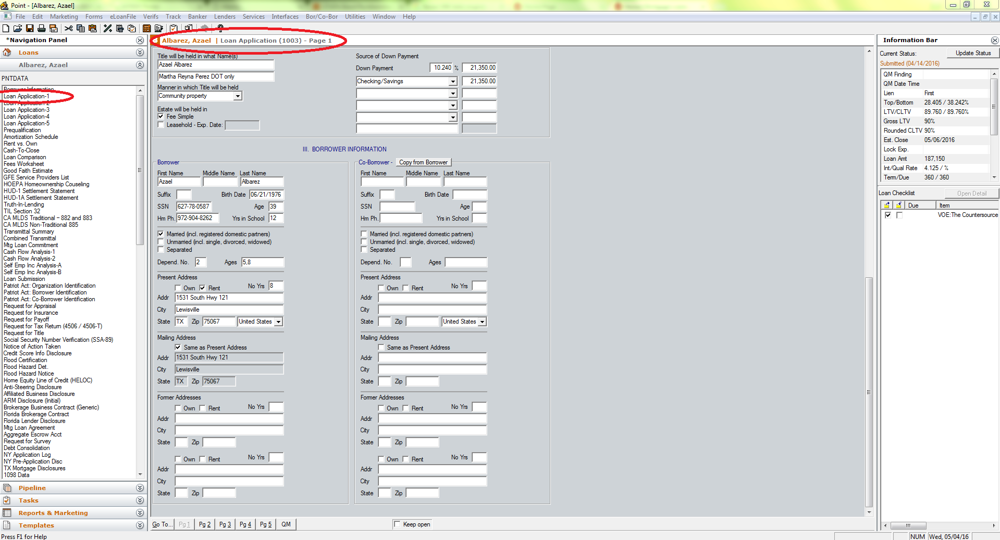 Point - [Albarez, Azael]
File Edit Marketing Forms eLoanFile Verifs Track Banker Lenders Services Interfaces Bor/Co-Bor Utilities Window Help
*Navigation Panel
Loans
Albarez, Azael
PNTDATA
Borrower Information
Loan Application-1
Loan Application-2
Loan Application-3
Loan Application-4
Loan Application-5
Prequalification
Amortization Schedule
Rent vs. Own
Cash-To-Close
Loan Comparison
Fees Worksheet
Good Faith Estimate
GFE Service Providers List
HOEPA Homeownership Couseling
HUD-1 Settlement Statement
HUD-1A Settlement Statement
Truth-In-Lending
TIL Section 32
CA MLDS Traditional – 882 and 883
CA MLDS Non-Traditional 885
Transmittal Summary
Combined Transmittal
Mtg Loan Commitment
Cash Flow Analysis-1
Cash Flow Analysis-2
Self Emp Inc Analysis-A
Self Emp Inc Analysis-B
Loan Submission
Patriot Act: Organization Identification
Patriot Act: Borrower Identification
Patriot Act: Co-Borrower Identification
Request for Appraisal
Request for Insurance
Request for Payoff
Request for Tax Return (4506 / 4506-T)
Request for Title
Social Security Number Verification (SSA-89)
Notice of Action Taken
Credit Score Info Disclosure
Flood Certification
Flood Hazard Det.
Flood Hazard Notice
Home Equity Line of Credit (HELOC)
Anti-Steering Disclosure
Affiliated Business Disclosure
ARM Disclosure (Initial)
Brokerage Business Contract (Generic)
Florida Brokerage Contract
Florida Lender Disclosure
Mtg Loan Agreement
Aggregate Escrow Acct
Request for Survey
Debt Consolidation
NY Application Log
NY Pre-Application Disc
TX Mortgage Disclosures
1098 Data
Pipeline
Tasks
Reports & Marketing
Templates
Press F1 for Help
Albarez, Azael | Loan Application (1003) - Page 1
Title will be held in what Name(s)
Azael Albarez
Martha Reyna Perez DOT only
Manner in which Title will be held
Community property
Estate will be held in
Fee Simple
Leasehold - Exp. Date:
Source of Down Payment
Down Payment 10.240 % 21,350.00
Checking/Savings 21,350.00
III. BORROWER INFORMATION
Borrower
First Name Middle Name Last Name
Azael Albarez
Suffix Birth Date 06/21/1976
SSN 627-78-0587 Age 39
Hm Ph. 972-904-8262 Yrs in School 12
Married (incl. registered domestic partners)
Unmarried (incl. single, divorced, widowed)
Separated
Depend. No. 2 Ages 5,8
Present Address
Own Rent No Yrs 8
Addr 1531 South Hwy 121
City Lewisville
State TX Zip 75067 United States
Mailing Address
Same as Present Address
Addr 1531 South Hwy 121
City Lewisville
State TX Zip 75067
Former Addresses
Own Rent No Yrs
Addr
City
State Zip
Own Rent No Yrs
Addr
City
State Zip
Co-Borrower - Copy from Borrower
First Name Middle Name Last Name
Suffix Birth Date
SSN Age
Hm Ph. Yrs in School
Married (incl. registered domestic partners)
Unmarried (incl. single, divorced, widowed)
Separated
Depend. No. Ages
Present Address
Own Rent No Yrs
Addr
City
State Zip United States
Mailing Address
Same as Present Address
Addr
City
State Zip
Former Addresses
Own Rent No Yrs
Addr
City
State Zip
Own Rent No Yrs
Addr
City
State Zip
Go To... Pg 1 Pg 2 Pg 3 Pg 4 Pg 5 QM Keep open
Information Bar
Current Status: Update Status
Submitted (04/14/2016)
QM Finding
QM Date Time
Lien First
Top/Bottom 28.405 / 38.242%
LTV/CLTV 89.760 / 89.760%
Gross LTV 90%
Rounded CLTV 90%
Est. Close 05/06/2016
Lock Exp.
Loan Amt 187,150
Int/Qual Rate 4.125 / %
Term/Due 360 / 360
Loan Checklist Open Detail
Due Item
VOE:The Countersource
NUM Wed, 05/04/16